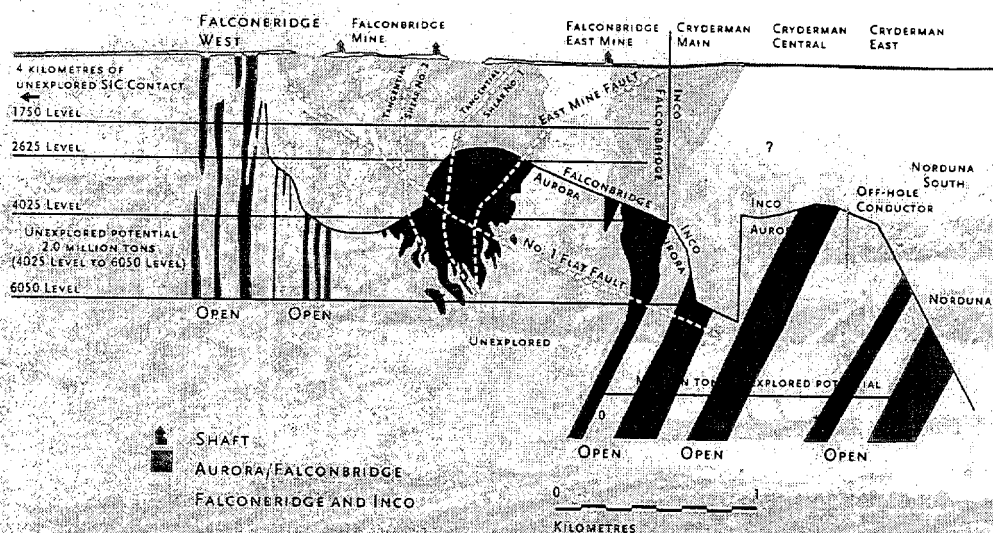 FALCONBRIDGE WEST
FALCONBRIDGE MINE
FALCONBRIDGE EAST MINE
CRYDERMAN MAIN
CRYDERMAN CENTRAL
CRYDERMAN EAST
4 KILOMETRES OF
UNEXPLORED SIC CONTACT
TANGENTIAL
SHEAR NO. 2
TANGENTIAL
SHEAR NO. 1
EAST MINE FAULT
FALCONBRIDGE
INCO
1750 LEVEL
2625 LEVEL
?
NORDUNA
SOUTH
FALCONBRIDGE
AURORA
INCO
OFF-HOLE
CONDUCTOR
4025 LEVEL
INCO
UNEXPLORED POTENTIAL
2.0 MILLION TONS
(4025 LEVEL TO 6050 LEVEL)
NO. 1 FLAT FAULT
6050 LEVEL
NORDUNA
OPEN
OPEN
UNEXPLORED
POTENTIAL
0
OPEN
OPEN
OPEN
SHAFT
AURORA/FALCONBRIDGE
FALCONBRIDGE AND INCO
0 1
KILOMETRES